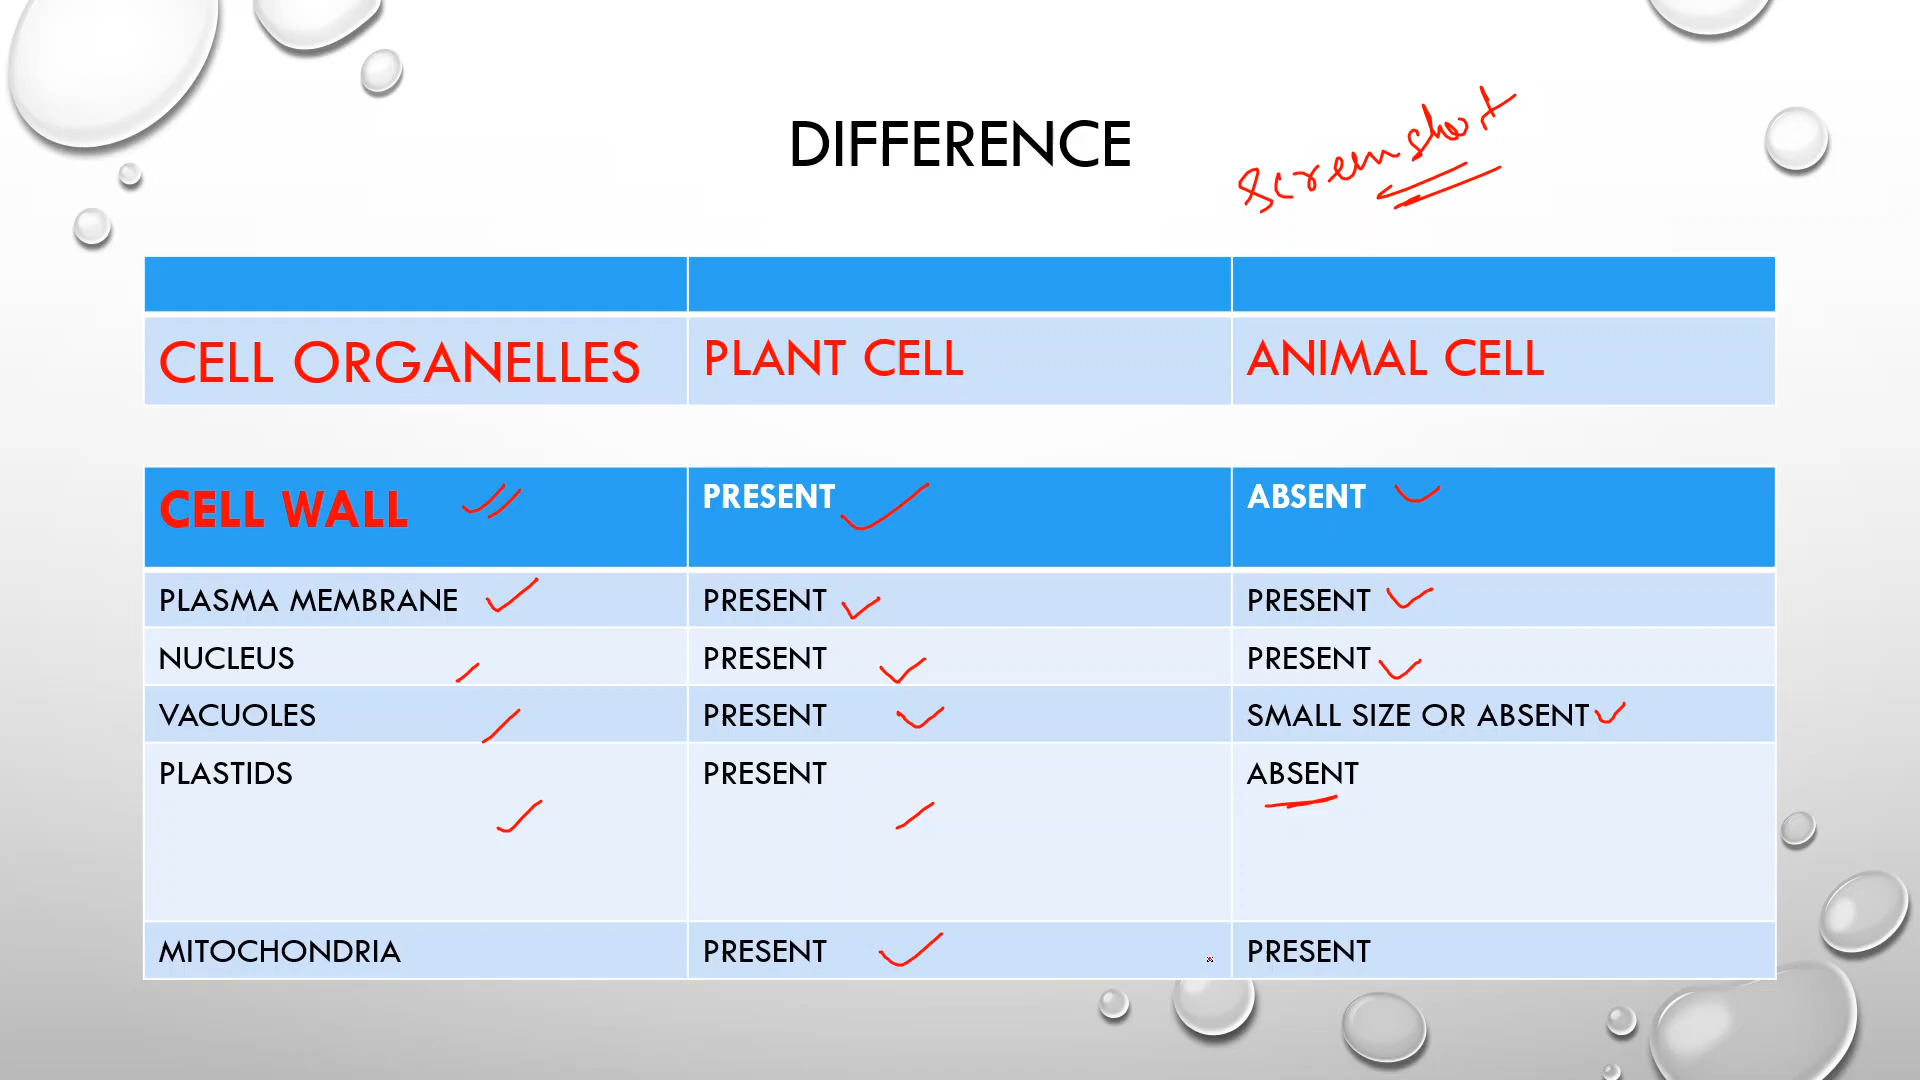 DIFFERENCE
Screenshot
CELL ORGANELLES PLANT CELL ANIMAL CELL
CELL WALL PRESENT ABSENT
PLASMA MEMBRANE PRESENT PRESENT
NUCLEUS PRESENT PRESENT
VACUOLES PRESENT SMALL SIZE OR ABSENT
PLASTIDS PRESENT ABSENT
MITOCHONDRIA PRESENT PRESENT